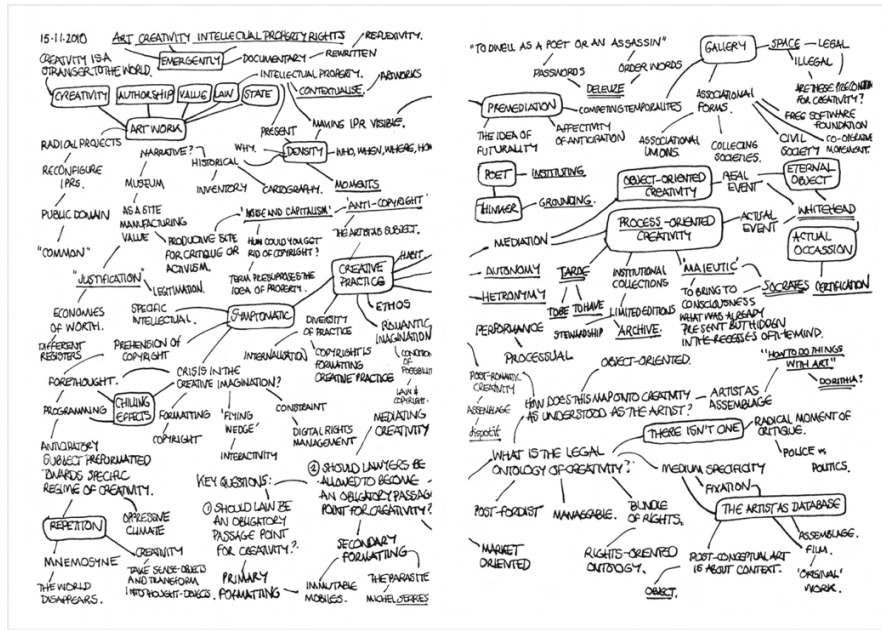 15·11·2010 ART CREATIVITY INTELLECTUAL PROPERTY RIGHTS
REFLEXIVITY.
CREATIVITY IS A
STRANGER TO THE WORLD.
EMERGENTLY
DOCUMENTARY
REWRITTEN
INTELLECTUAL PROPERTY.
CONTEXTUALISE.
ARTWORKS
CREATIVITY
AUTHORSHIP
VALUE
LAW
STATE
ARTWORK
MAKING IPR VISIBLE.
PRESENT
WHY.
DENSITY
WHO, WHEN, WHERE,
RADICAL PROJECTS
RECONFIGURE
IPRS.
PUBLIC DOMAIN
"COMMON"
NARRATIVE?
HISTORICAL
INVENTORY
CARTOGRAPHY.
MOMENTS
MUSEUM
AS A SITE
MANUFACTURING
VALUE
PRODUCTIVE SITE
FOR CRITIQUE OR
ACTIVISM.
'NOISE AND CAPITALISM'
HOW COULD YOU GET
RID OF COPYRIGHT?
TERM PRESUPPOSES THE
IDEA OF PROPERTY.
'ANTI-COPYRIGHT'
THE ARTIST AS SUBJECT.
"JUSTIFICATION"
LEGITIMATION.
CREATIVE
PRACTICE
HABIT
ETHOS
ROMANTIC
IMAGINATION
CONDITION
OF
LAW &
COPYRIGHT.
ECONOMIES
OF WORTH.
DIFFERENT
REGISTERS
SPECIFIC
INTELLECTUAL.
SYMPTOMATIC
PREHENSION OF
COPYRIGHT
INTERNALISATION
DIVERSITY
OF PRACTICE
COPYRIGHT IS
FORMATTING
CREATIVE PRACTICE
FORETHOUGHT.
CRISIS IN THE
CREATIVE IMAGINATION?
PROGRAMMING
CHILLING
EFFECTS
FORMATTING
COPYRIGHT
'FLYING
WEDGE'
INTERACTIVITY
CONSTRAINT
DIGITAL RIGHTS
MANAGEMENT
MEDIATING
CREATIVITY
ANTICIPATORY
SUBJECT PREFORMATTED
TOWARDS SPECIFIC
REGIME OF CREATIVITY.
KEY QUESTIONS:
① SHOULD LAW BE
AN OBLIGATORY
PASSAGE POINT
FOR CREATIVITY?
② SHOULD LAWYERS BE
ALLOWED TO BECOME
AN OBLIGATORY PASSAGE
POINT FOR CREATIVITY?
REPETITION
OPPRESSIVE
CLIMATE
MNEMOSYNE
CREATIVITY
THE WORLD
DISAPPEARS.
TAKE SENSE-OBJECTS
AND TRANSFORM
INTO THOUGHT-OBJECTS.
PRIMARY
FORMATTING
SECONDARY
FORMATTING
IMMUTABLE
MOBILES.
THE PARASITE
MICHEL SERRES
"TO DWELL AS A POET OR AN ASSASSIN"
PASSWORDS
ORDER WORDS
DELEUZE
GALLERY
SPACE
LEGAL
ILLEGAL
ARE THESE
FOR CREATIVITY?
PREMEDIATION
COMPETING TEMPORALITES
THE IDEA OF
FUTURALITY
AFFECTIVITY
OF ANTICIPATION
ASSOCIATIONAL
FORMS.
ASSOCIATIONAL
UNIONS.
COLLECING
SOCIETIES.
FREE SOFTWARE
FOUNDATION
CIVIL
SOCIETY
CO-OPERATIVE
MOVEMENT.
POET
INSTITUTING
THINKER
GROUNDING.
OBJECT-ORIENTED
CREATIVITY
REAL
EVENT
ETERNAL
OBJECT
WHITEHEAD
PROCESS-ORIENTED
CREATIVITY
ACTUAL
EVENT
ACTUAL
OCCASSION
MEDIATION
AUTONOMY
HETRONYMY
TARDE
TO BE
TO HAVE
STEWARDSHIP
INSTITUTIONAL
COLLECTIONS
LIMITED EDITIONS
ARCHIVE.
'MAIEUTIC'
TO BRING TO
CONSCIOUSNESS
WHAT WAS ALREADY
PRESENT BUT HIDDEN
IN THE RECESSES OF THE MIND.
SOCRATES
CERTIFICATION
PERFORMANCE
PROCESSUAL
OBJECT-ORIENTED.
"HOW TO DO THINGS
WITH ART"
DORITHIA?
POST-ROMATIC
CREATIVITY
ASSEMBLAGE
dispotif
HOW DOES THIS MAP ONTO CREATIVITY
AS UNDERSTOOD AS THE ARTIST?
ARTIST AS
ASSEMBLAGE
THERE ISN'T ONE
RADICAL MOMENT OF
CRITIQUE.
POLICE vs
POLITICS.
WHAT IS THE LEGAL
ONTOLOGY OF CREATIVITY?
MEDIUM SPECIFICITY
FIXATION
THE ARTIST AS DATABASE
POST-FORDIST
MANAGEABLE.
BUNDLE
OF RIGHTS.
MARKET
ORIENTED
RIGHTS-ORIENTED
ONTOLOGY.
POST-CONCEPTUAL ART
IS ABOUT CONTEXT.
OBJECT.
ASSEMBLAGE.
FILM.
'ORIGINAL'
WORK.